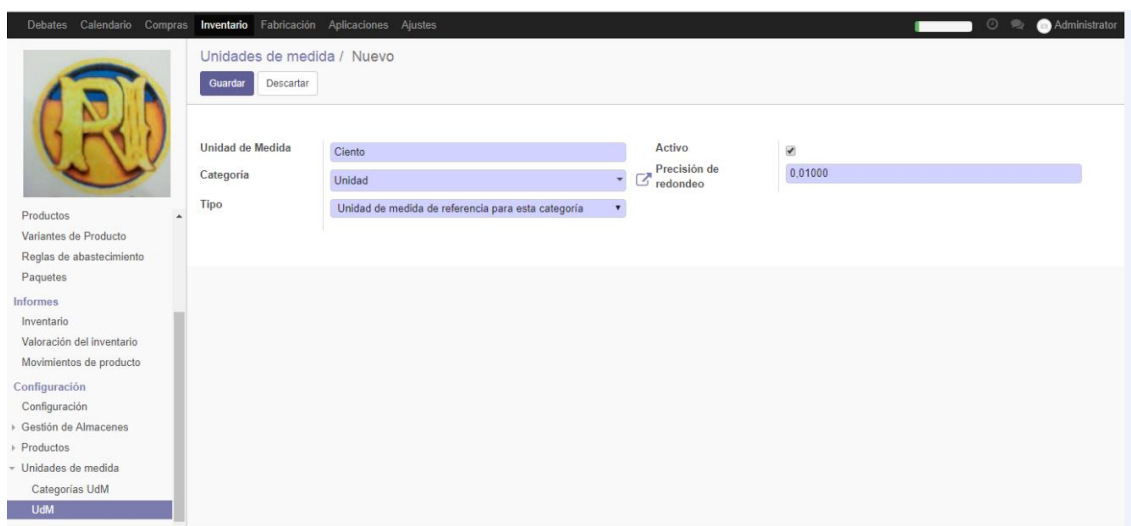 Debates Calendario Compras Inventario Fabricación Aplicaciones Ajustes Administrator
Unidades de medida / Nuevo
Guardar Descartar
RI
Unidad de Medida Ciento Activo
Categoría Unidad Precisión de redondeo 0,01000
Tipo Unidad de medida de referencia para esta categoría
Productos
Variantes de Producto
Reglas de abastecimiento
Paquetes
Informes
Inventario
Valoración del inventario
Movimientos de producto
Configuración
Configuración
Gestión de Almacenes
Productos
Unidades de medida
Categorías UdM
UdM